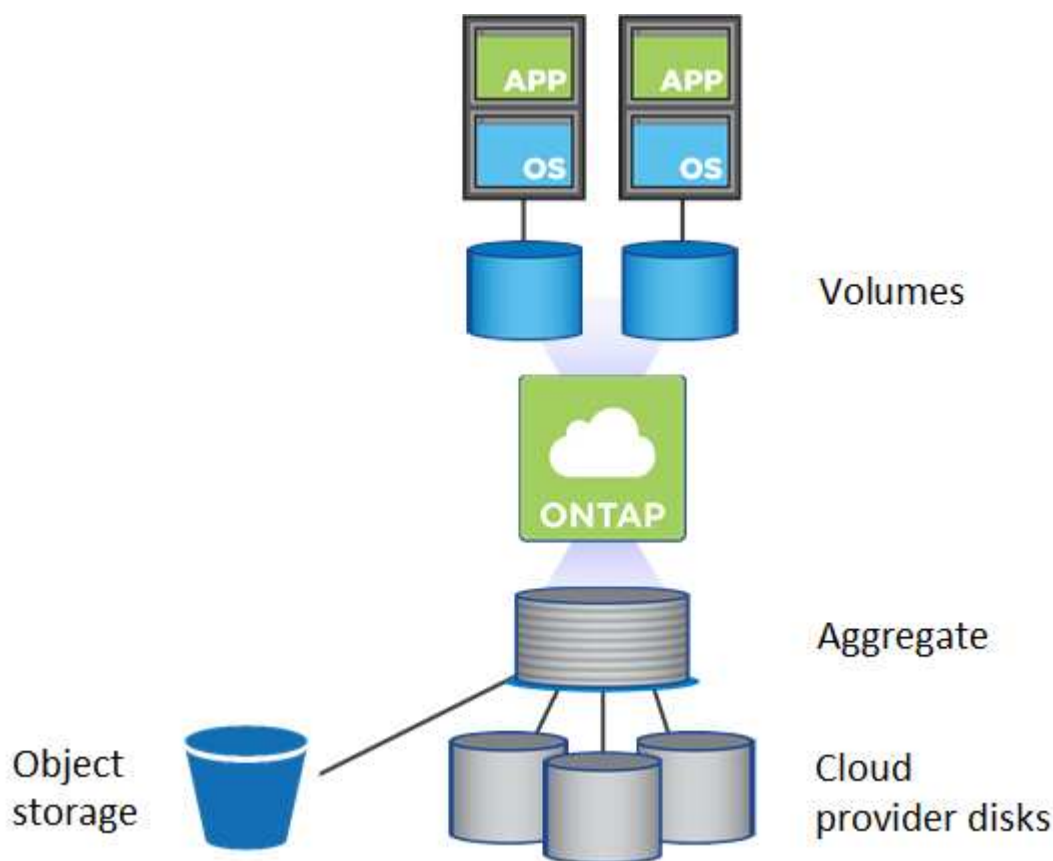 APP APP
OS OS
Volumes
ONTAP
Aggregate
Object
storage
Cloud
provider disks